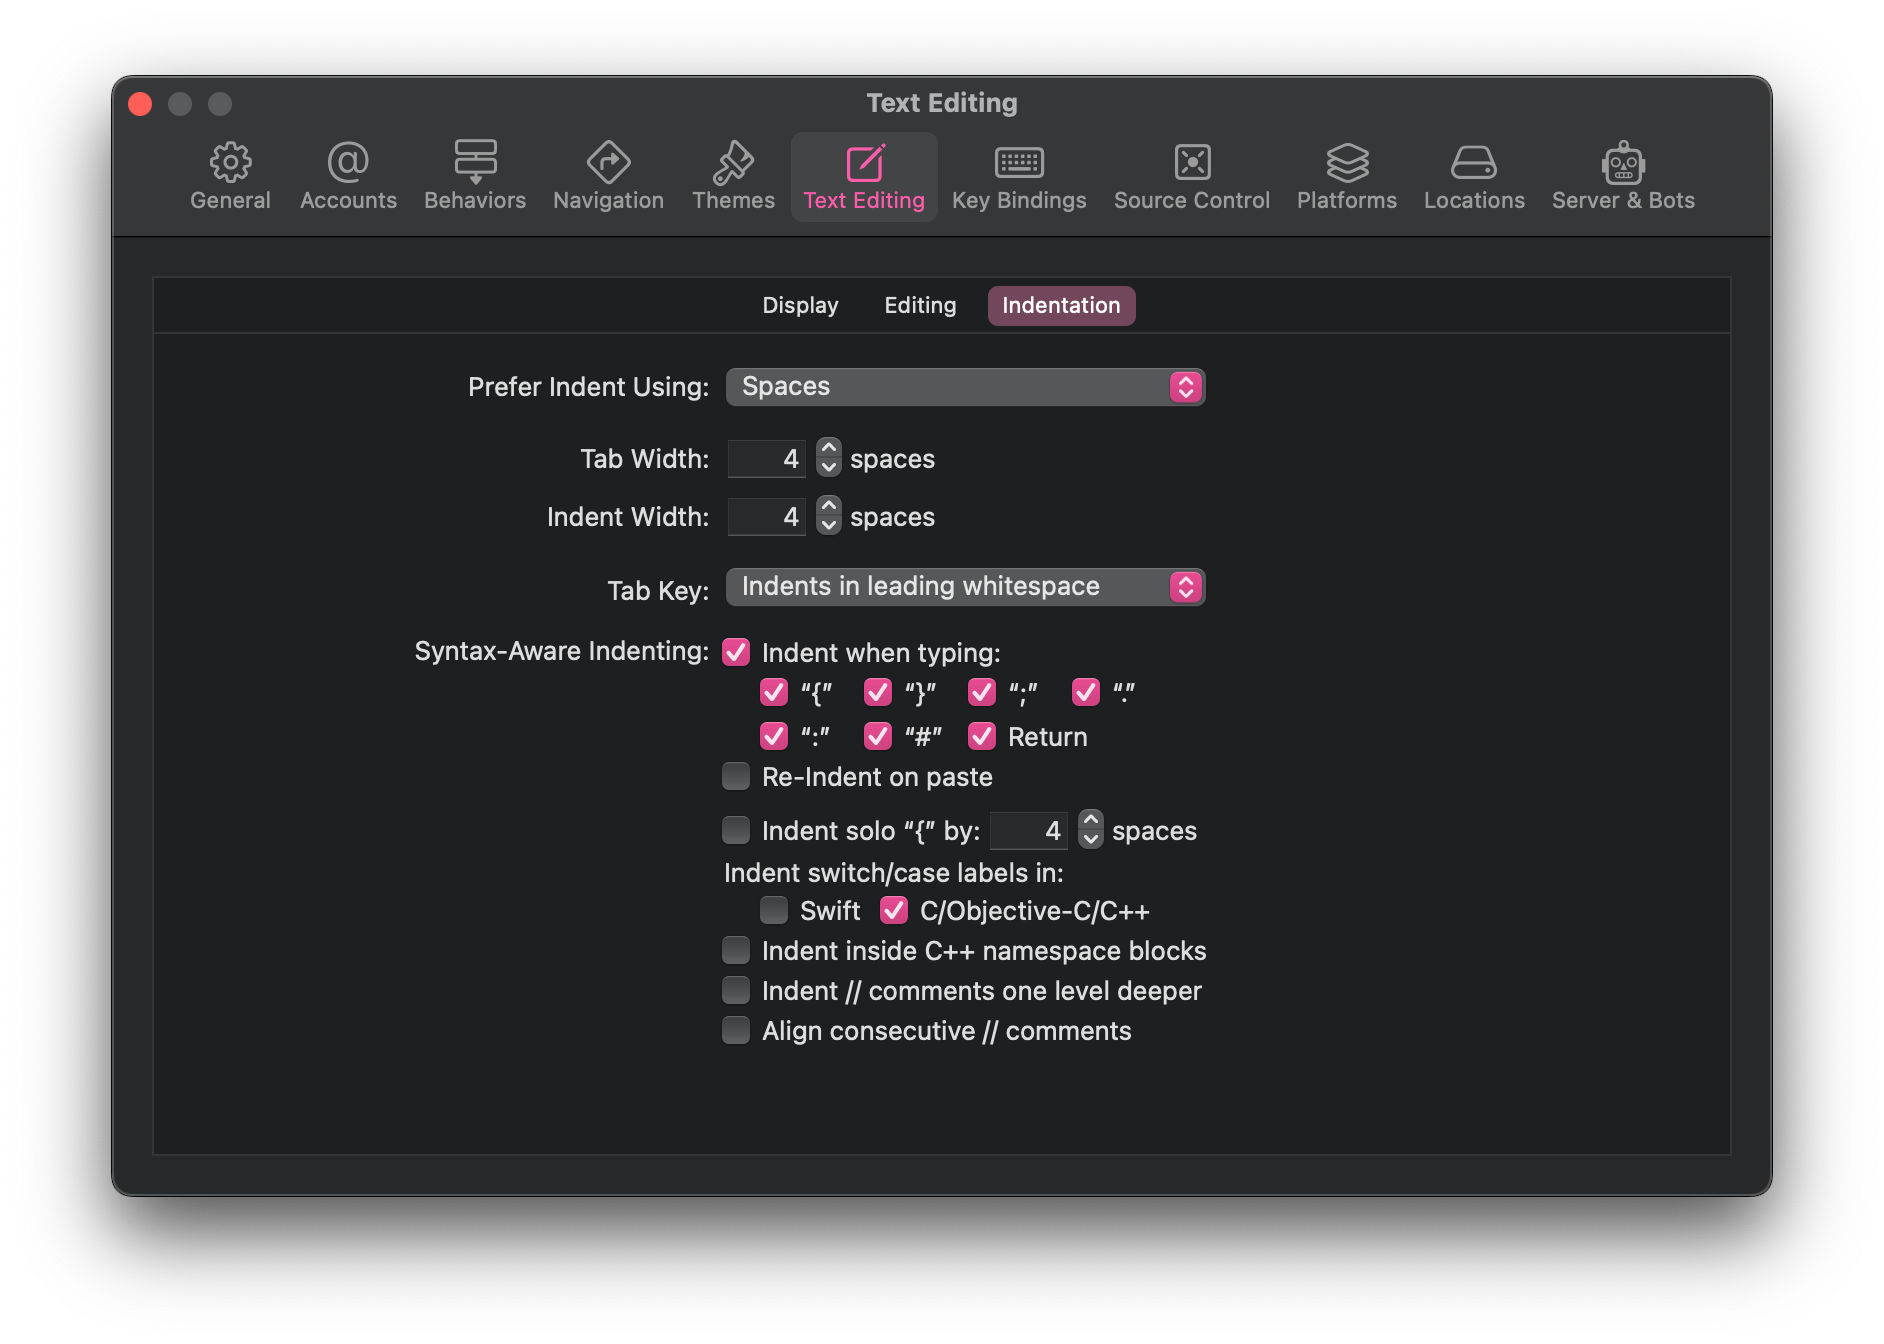 Text Editing
General Accounts Behaviors Navigation Themes Text Editing Key Bindings Source Control Platforms Locations Server & Bots
Display Editing Indentation
Prefer Indent Using: Spaces
Tab Width: 4 spaces
Indent Width: 4 spaces
Tab Key: Indents in leading whitespace
Syntax-Aware Indenting: Indent when typing:
“{” “}” “;” “.”
“:” “#” Return
Re-Indent on paste
Indent solo “{” by: 4 spaces
Indent switch/case labels in:
Swift C/Objective-C/C++
Indent inside C++ namespace blocks
Indent // comments one level deeper
Align consecutive // comments